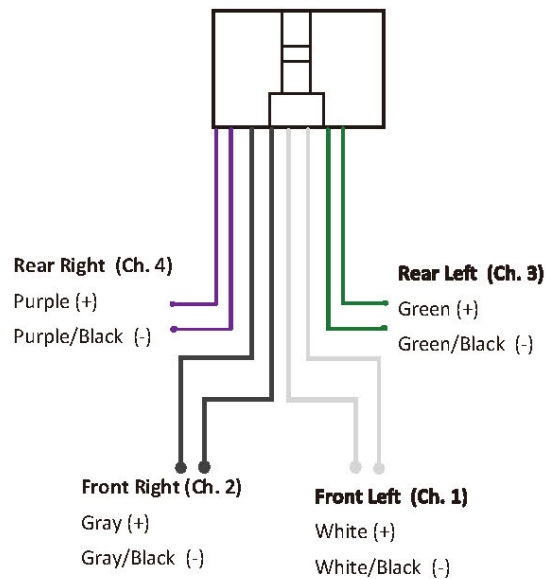 Rear Right (Ch. 4)
Purple (+)
Purple/Black (-)
Rear Left (Ch. 3)
Green (+)
Green/Black (-)
Front Right (Ch. 2)
Gray (+)
Gray/Black (-)
Front Left (Ch. 1)
White (+)
White/Black (-)